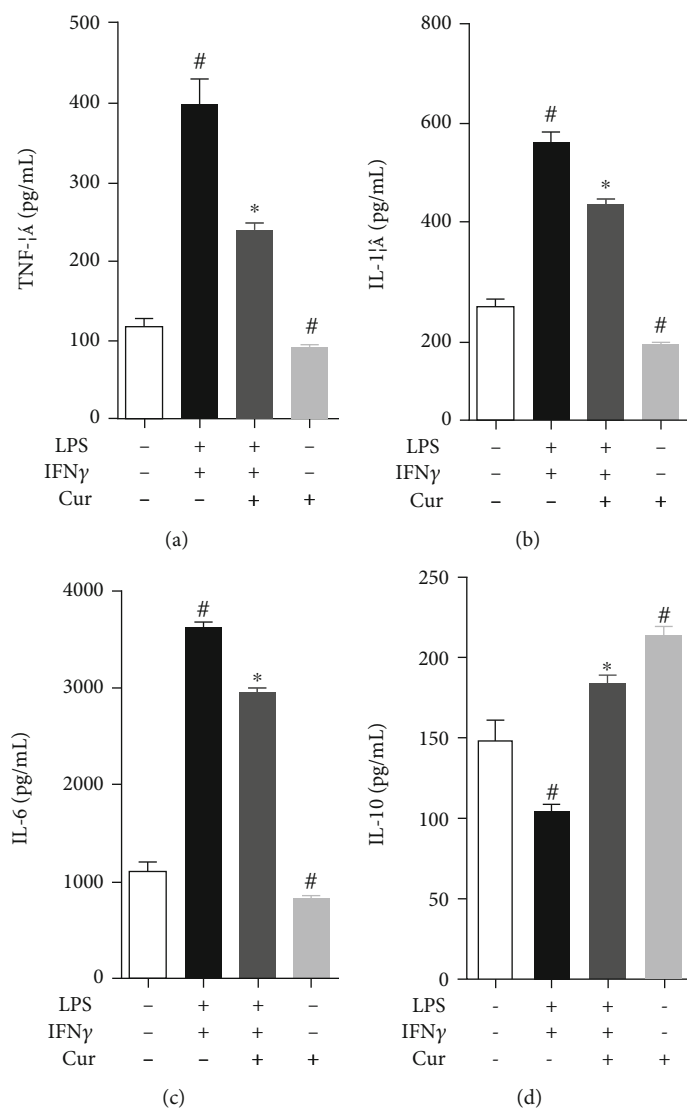 TNF-¦Á (pg/mL)
500
400
300
200
100
0
#
*
#
LPS – + + –
IFNγ – + + –
Cur – – + +
(a)
IL-1¦Â (pg/mL)
800
600
400
200
0
#
*
#
LPS – + + –
IFNγ – + + –
Cur – – + +
(b)
IL-6 (pg/mL)
4000
3000
2000
1000
0
#
*
#
LPS – + + –
IFNγ – + + –
Cur – – + +
(c)
IL-10 (pg/mL)
250
200
150
100
50
0
#
*
#
LPS - + + -
IFNγ - + + -
Cur - - + +
(d)